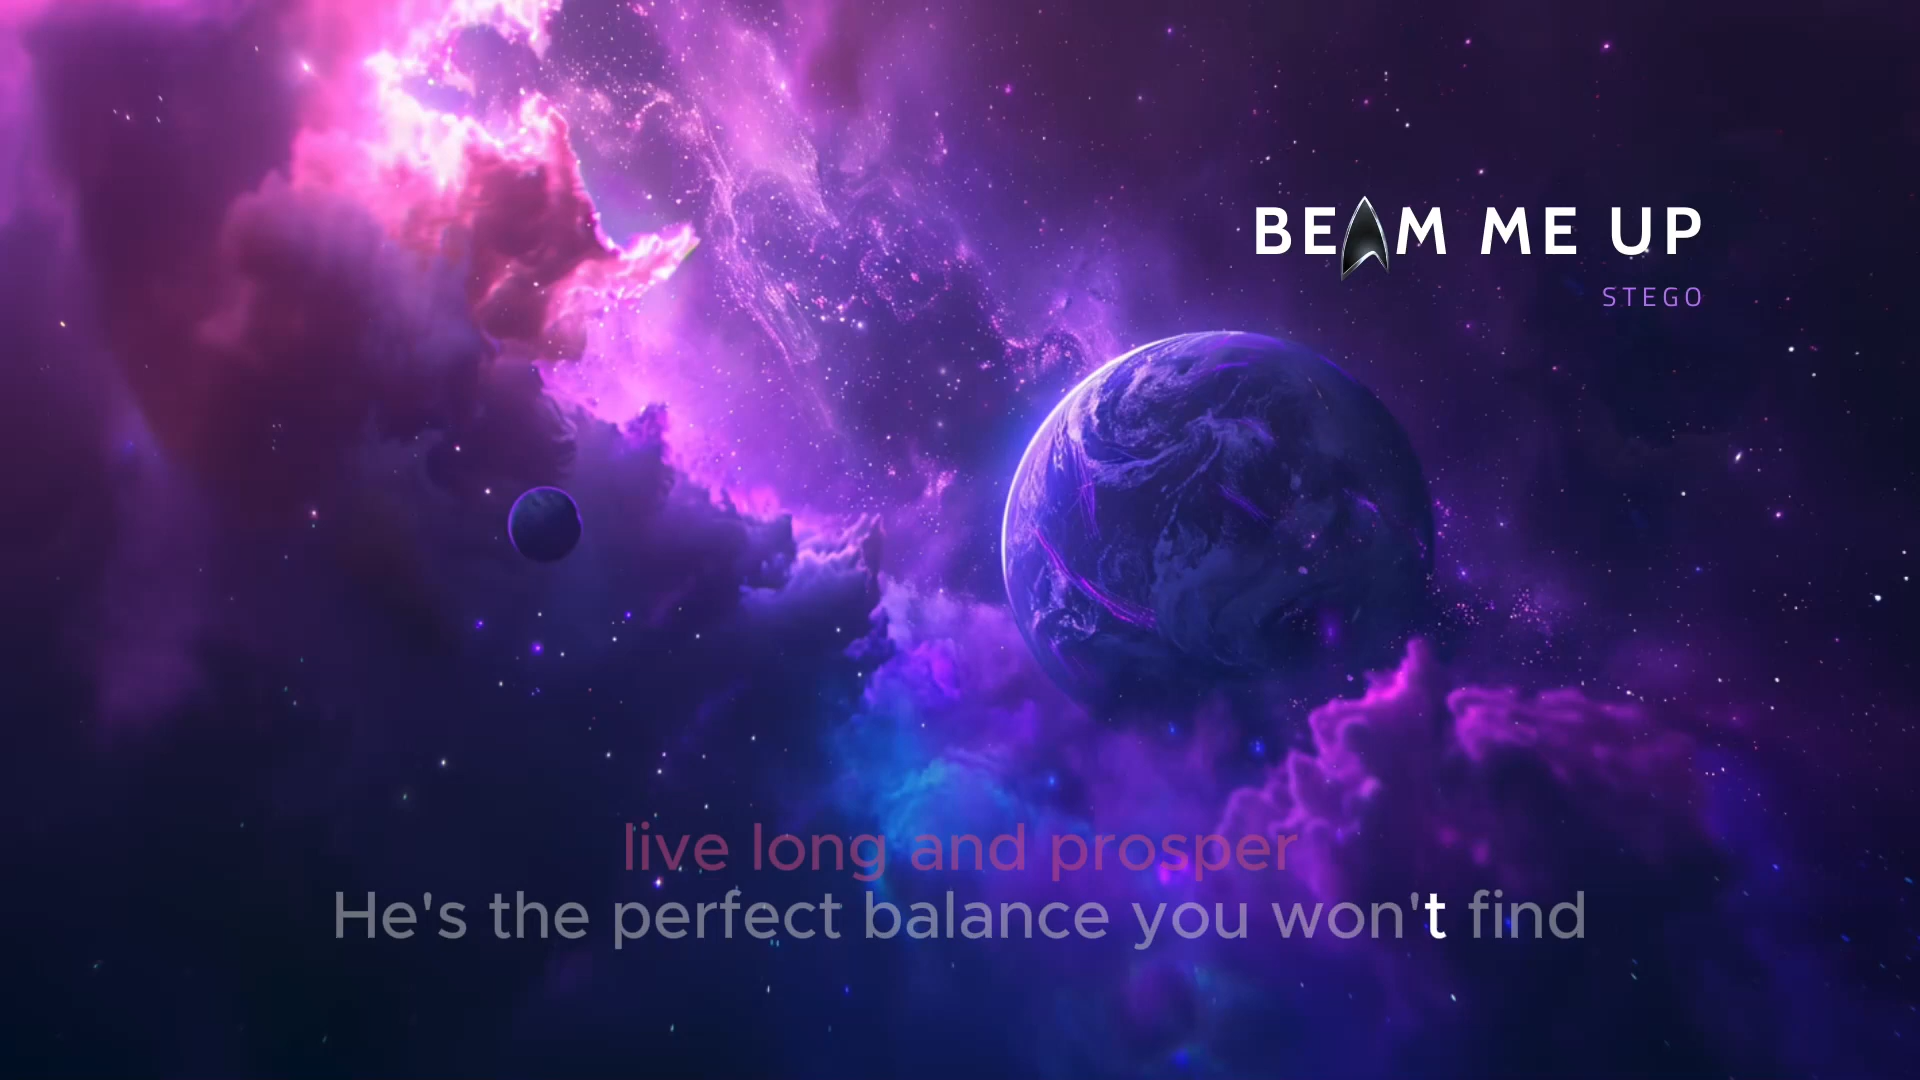 BEAM ME UP
STEGO
live long and prosper
He's the perfect balance you won't find